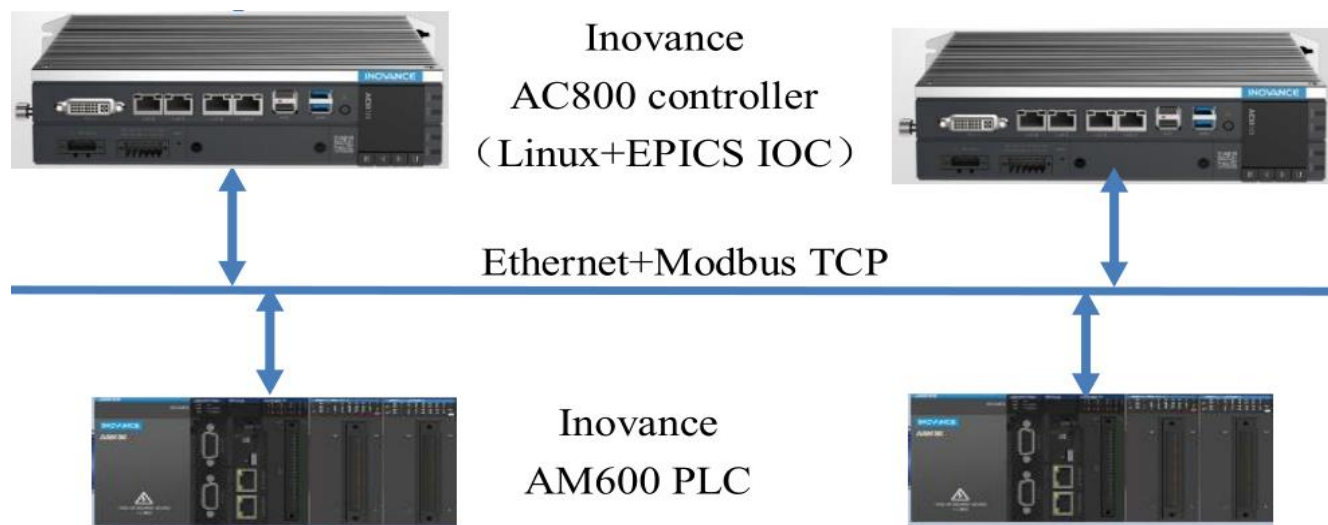 Inovance
AC800 controller
（Linux+EPICS IOC）
INOVANCE
INOVANCE
Ethernet+Modbus TCP
Inovance
AM600 PLC
INOVANCE
INOVANCE